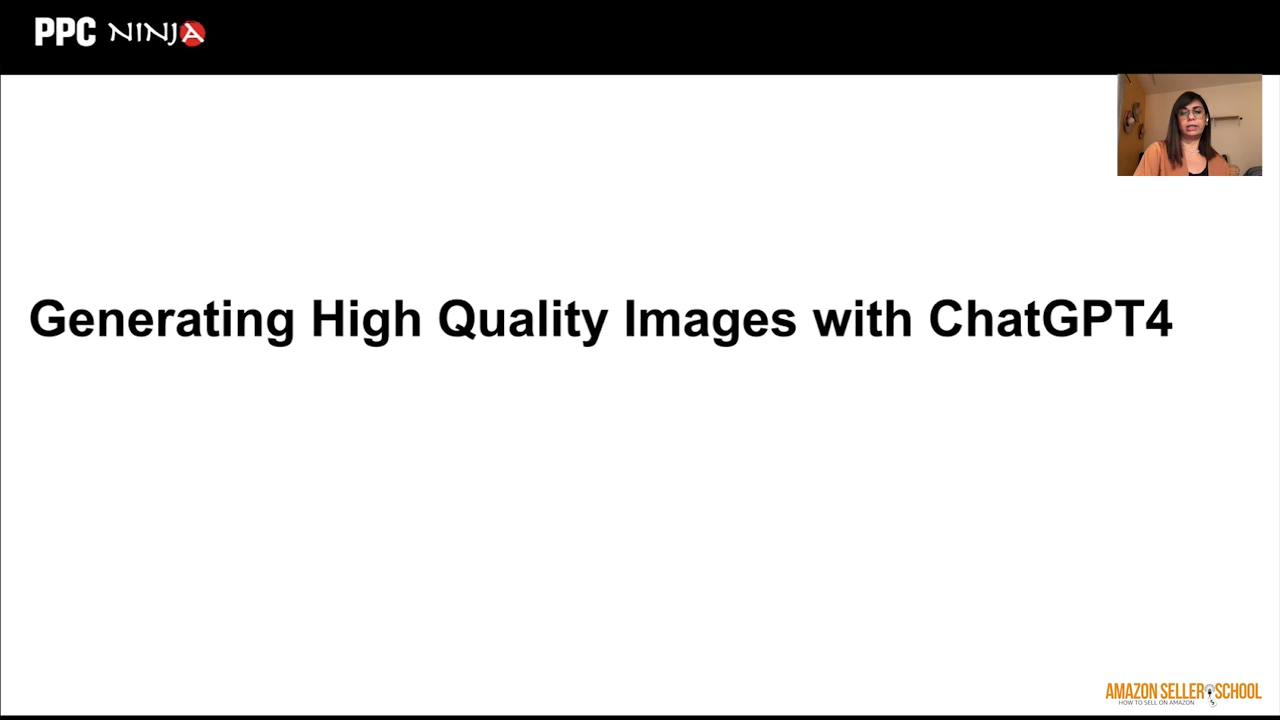 PPC NINJA
Generating High Quality Images with ChatGPT4
AMAZON SELLER SCHOOL
HOW TO SELL ON AMAZON